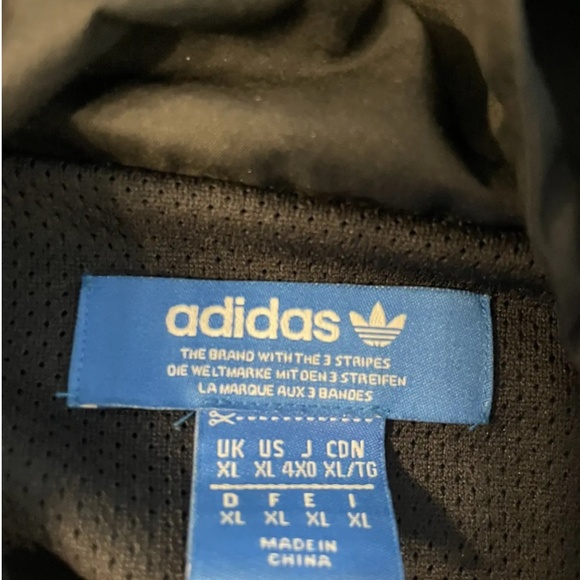 adidas
THE BRAND WITH THE 3 STRIPES
DIE WELTMARKE MIT DEN 3 STREIFEN
LA MARQUE AUX 3 BANDES
UK US J CDN
XL XL 4XO XL/TG
D F E I
XL XL XL XL
MADE IN
CHINA